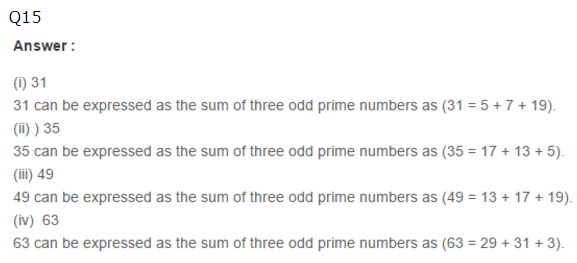 Q15
Answer :
(i) 31
31 can be expressed as the sum of three odd prime numbers as (31 = 5 + 7 + 19).
(ii) ) 35
35 can be expressed as the sum of three odd prime numbers as (35 = 17 + 13 + 5).
(iii) 49
49 can be expressed as the sum of three odd prime numbers as (49 = 13 + 17 + 19).
(iv) 63
63 can be expressed as the sum of three odd prime numbers as (63 = 29 + 31 + 3).